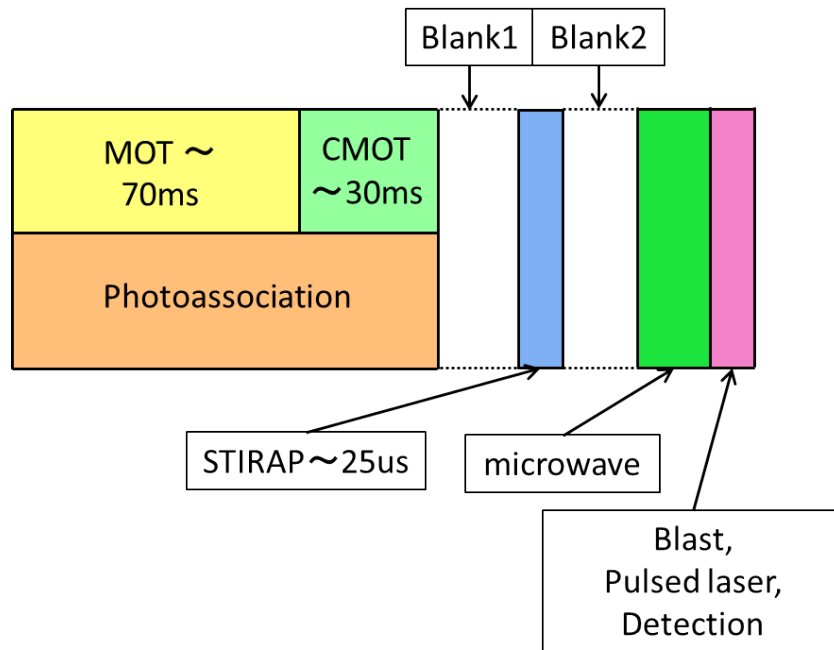 Blank1
Blank2
MOT ～
70ms
CMOT
～30ms
Photoassociation
STIRAP～25us
microwave
Blast,
Pulsed laser,
Detection